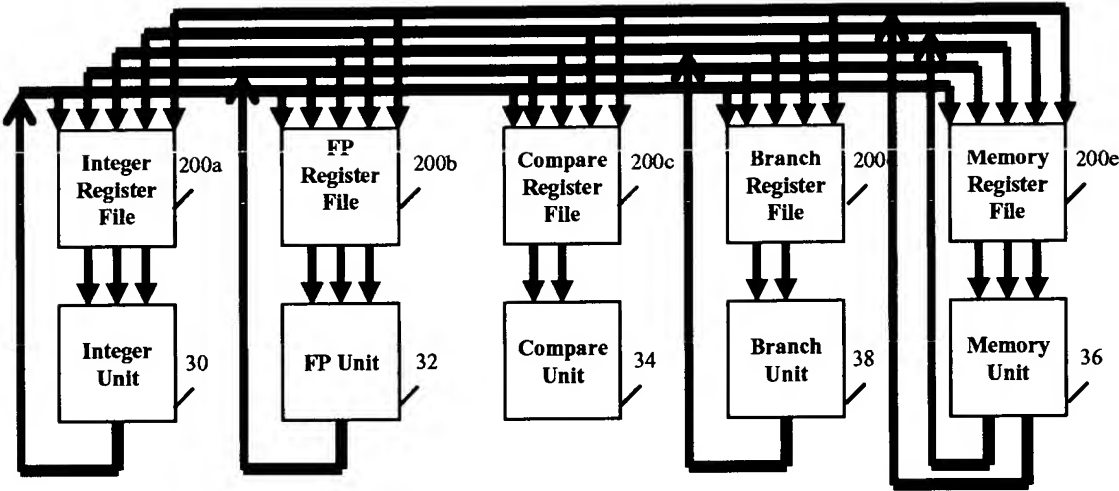 Integer
Register
File
200a
FP
Register
File
200b
Compare
Register
File
200c
Branch
Register
File
200
Memory
Register
File
200e
Integer
Unit
30
FP Unit
32
Compare
Unit
34
Branch
Unit
38
Memory
Unit
36